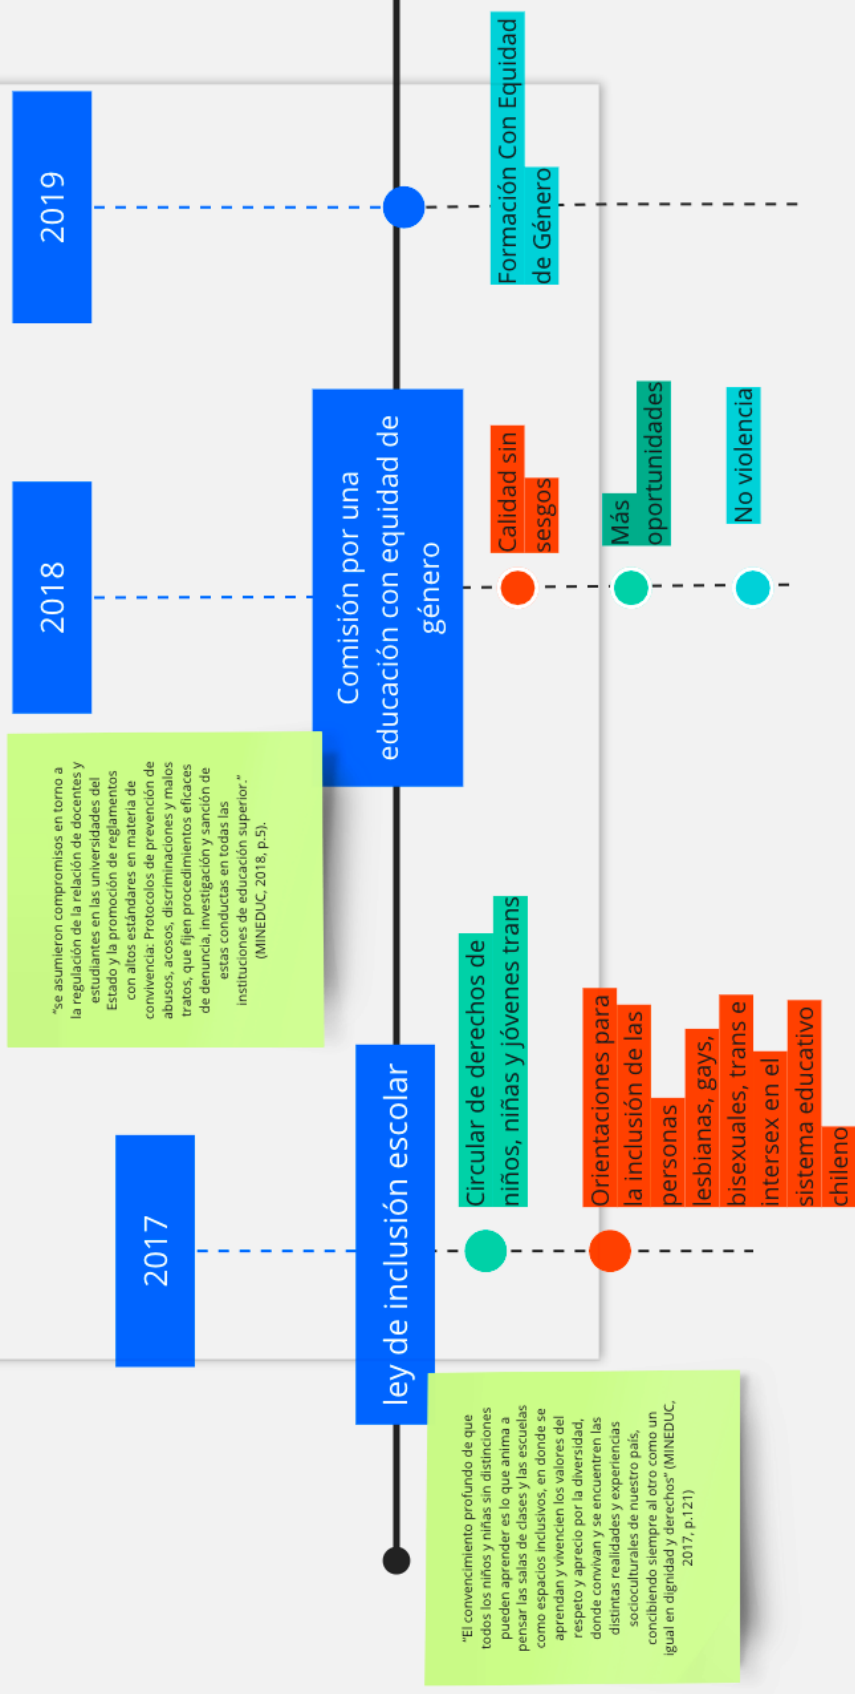 2017
ley de inclusión escolar
“El convencimiento profundo de que
todos los niños y niñas sin distinciones
pueden aprender es lo que anima a
pensar las salas de clases y las escuelas
como espacios inclusivos, en donde se
aprendan y vivencien los valores del
respeto y aprecio por la diversidad,
donde convivan y se encuentren las
distintas realidades y experiencias
socioculturales de nuestro país,
concibiendo siempre al otro como un
igual en dignidad y derechos” (MINEDUC,
2017, p.121)
Circular de derechos de
niños, niñas y jóvenes trans
Orientaciones para
la inclusión de las
personas
lesbianas, gays,
bisexuales, trans e
intersex en el
sistema educativo
chileno
“se asumieron compromisos en torno a
la regulación de la relación de docentes y
estudiantes en las universidades del
Estado y la promoción de reglamentos
con altos estándares en materia de
convivencia: Protocolos de prevención de
abusos, acosos, discriminaciones y malos
tratos, que fijen procedimientos eficaces
de denuncia, investigación y sanción de
estas conductas en todas las
instituciones de educación superior.”
(MINEDUC, 2018, p.5).
2018
Comisión por una
educación con equidad de
género
Calidad sin
sesgos
Más
oportunidades
No violencia
2019
Formación Con Equidad
de Género